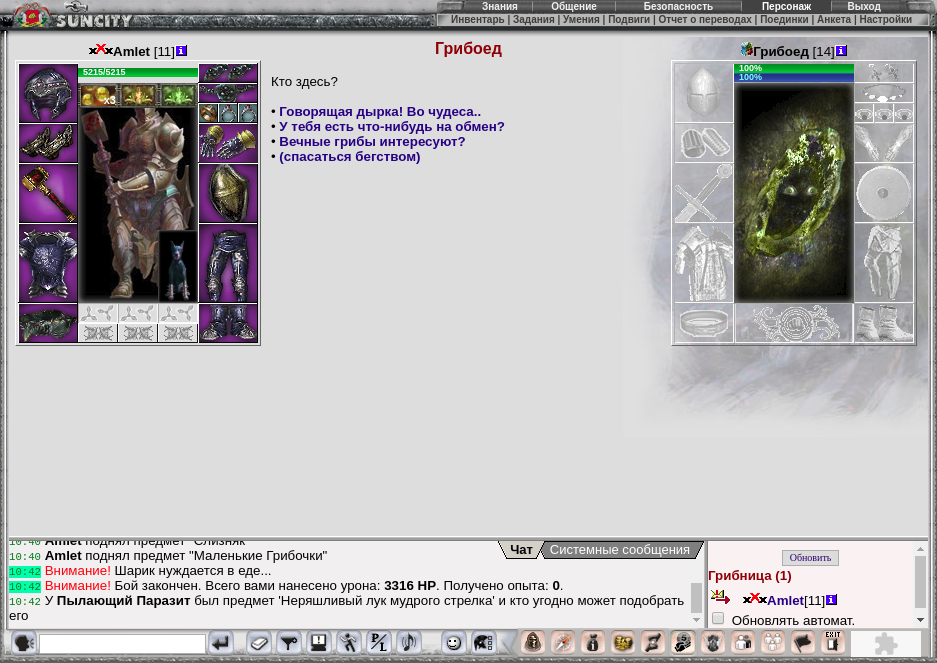 SUNCITY
Знания Общение Безопасность Персонаж Выход
Инвентарь | Задания | Умения | Подвиги | Отчет о переводах | Поединки | Анкета | Настройки
Amlet [11] i
Грибоед
Грибоед [14] i
5215/5215
x3
100%
100%
Кто здесь?
• Говорящая дырка! Во чудеса..
• У тебя есть что-нибудь на обмен?
• Вечные грибы интересуют?
• (спасаться бегством)
Чат Системные сообщения
10:40 Amlet поднял предмет "Слизняк"
10:40 Amlet поднял предмет "Маленькие Грибочки"
10:42 Внимание! Шарик нуждается в еде...
10:42 Внимание! Бой закончен. Всего вами нанесено урона: 3316 HP. Получено опыта: 0.
10:42 У Пылающий Паразит был предмет 'Неряшливый лук мудрого стрелка' и кто угодно может подобрать
его
Обновить
Грибница (1)
Amlet[11] i
Обновлять автомат.
P/L
EXIT